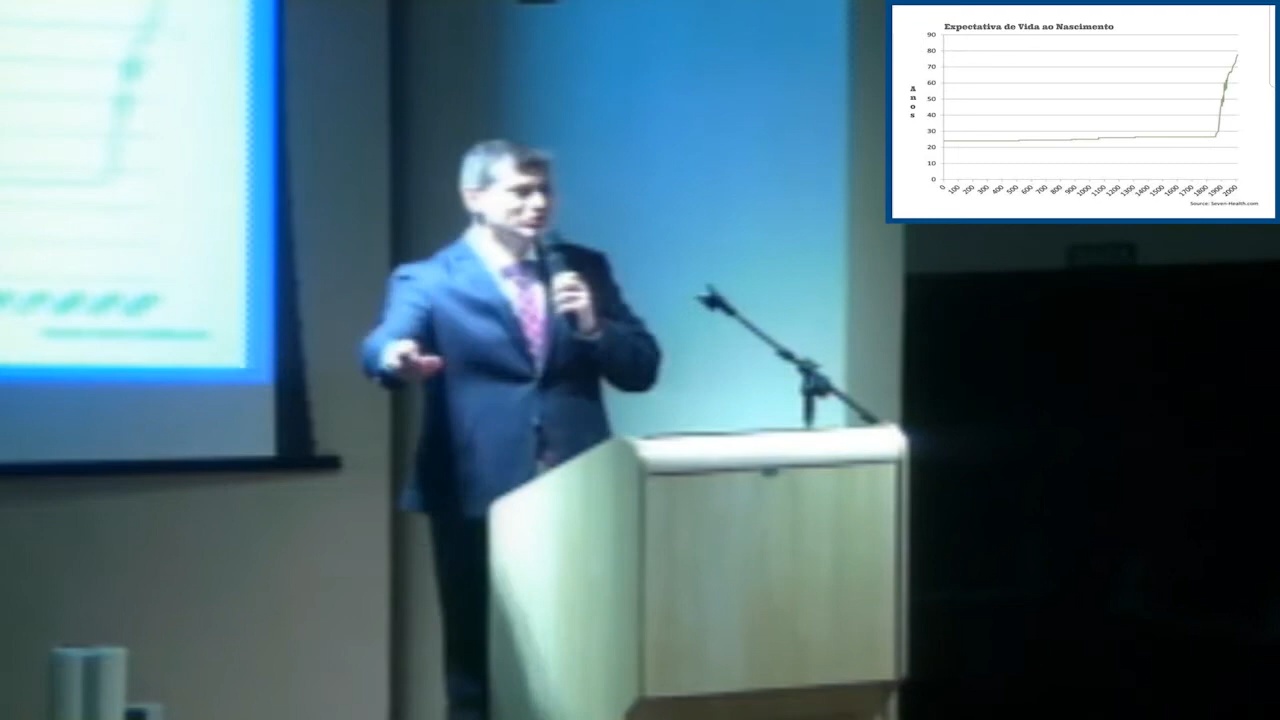 Expectativa de Vida ao Nascimento
90
80
70
60
50
40
30
20
10
0
Anos
0 100 200 300 400 500 600 700 800 900 1000 1100 1200 1300 1400 1500 1600 1700 1800 1900 2000
Source: Seven-Health.com